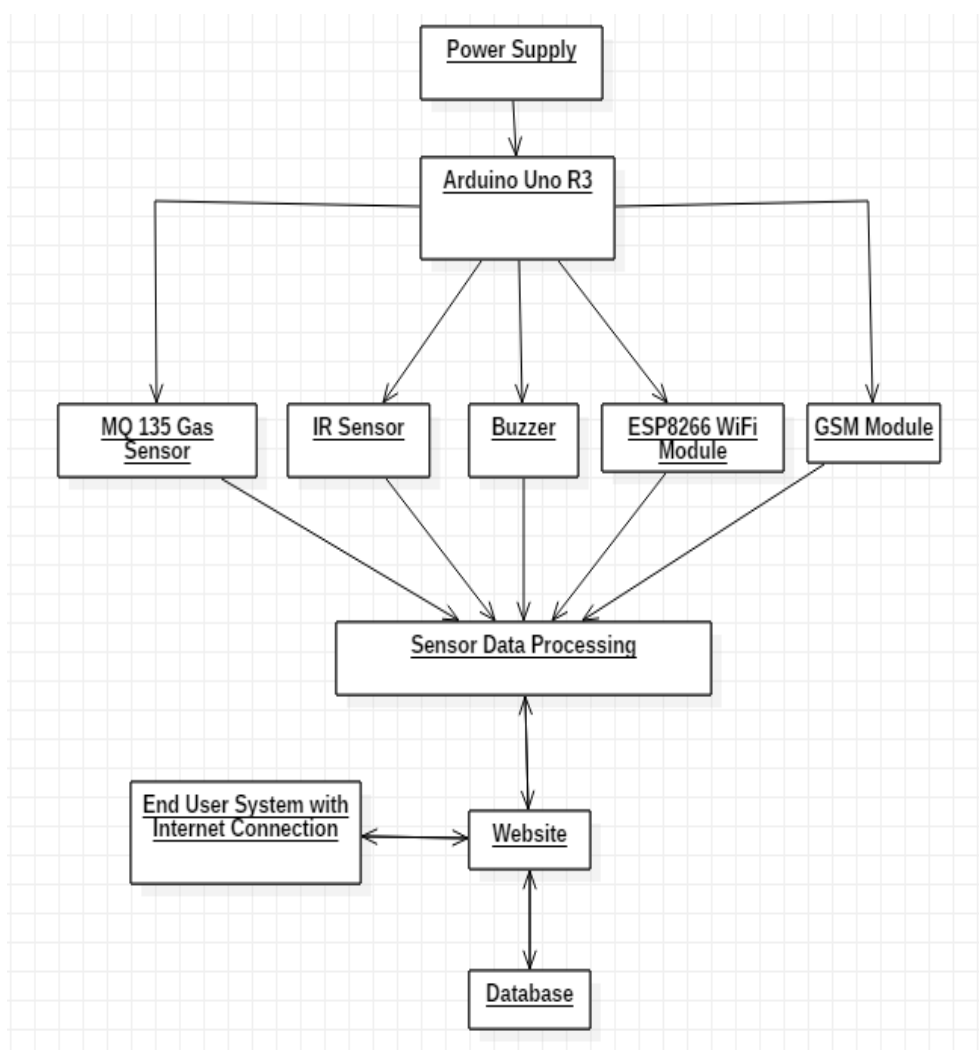 Power Supply
Arduino Uno R3
MQ 135 Gas
Sensor
IR Sensor
Buzzer
ESP8266 WiFi
Module
GSM Module
Sensor Data Processing
End User System with
Internet Connection
Website
Database